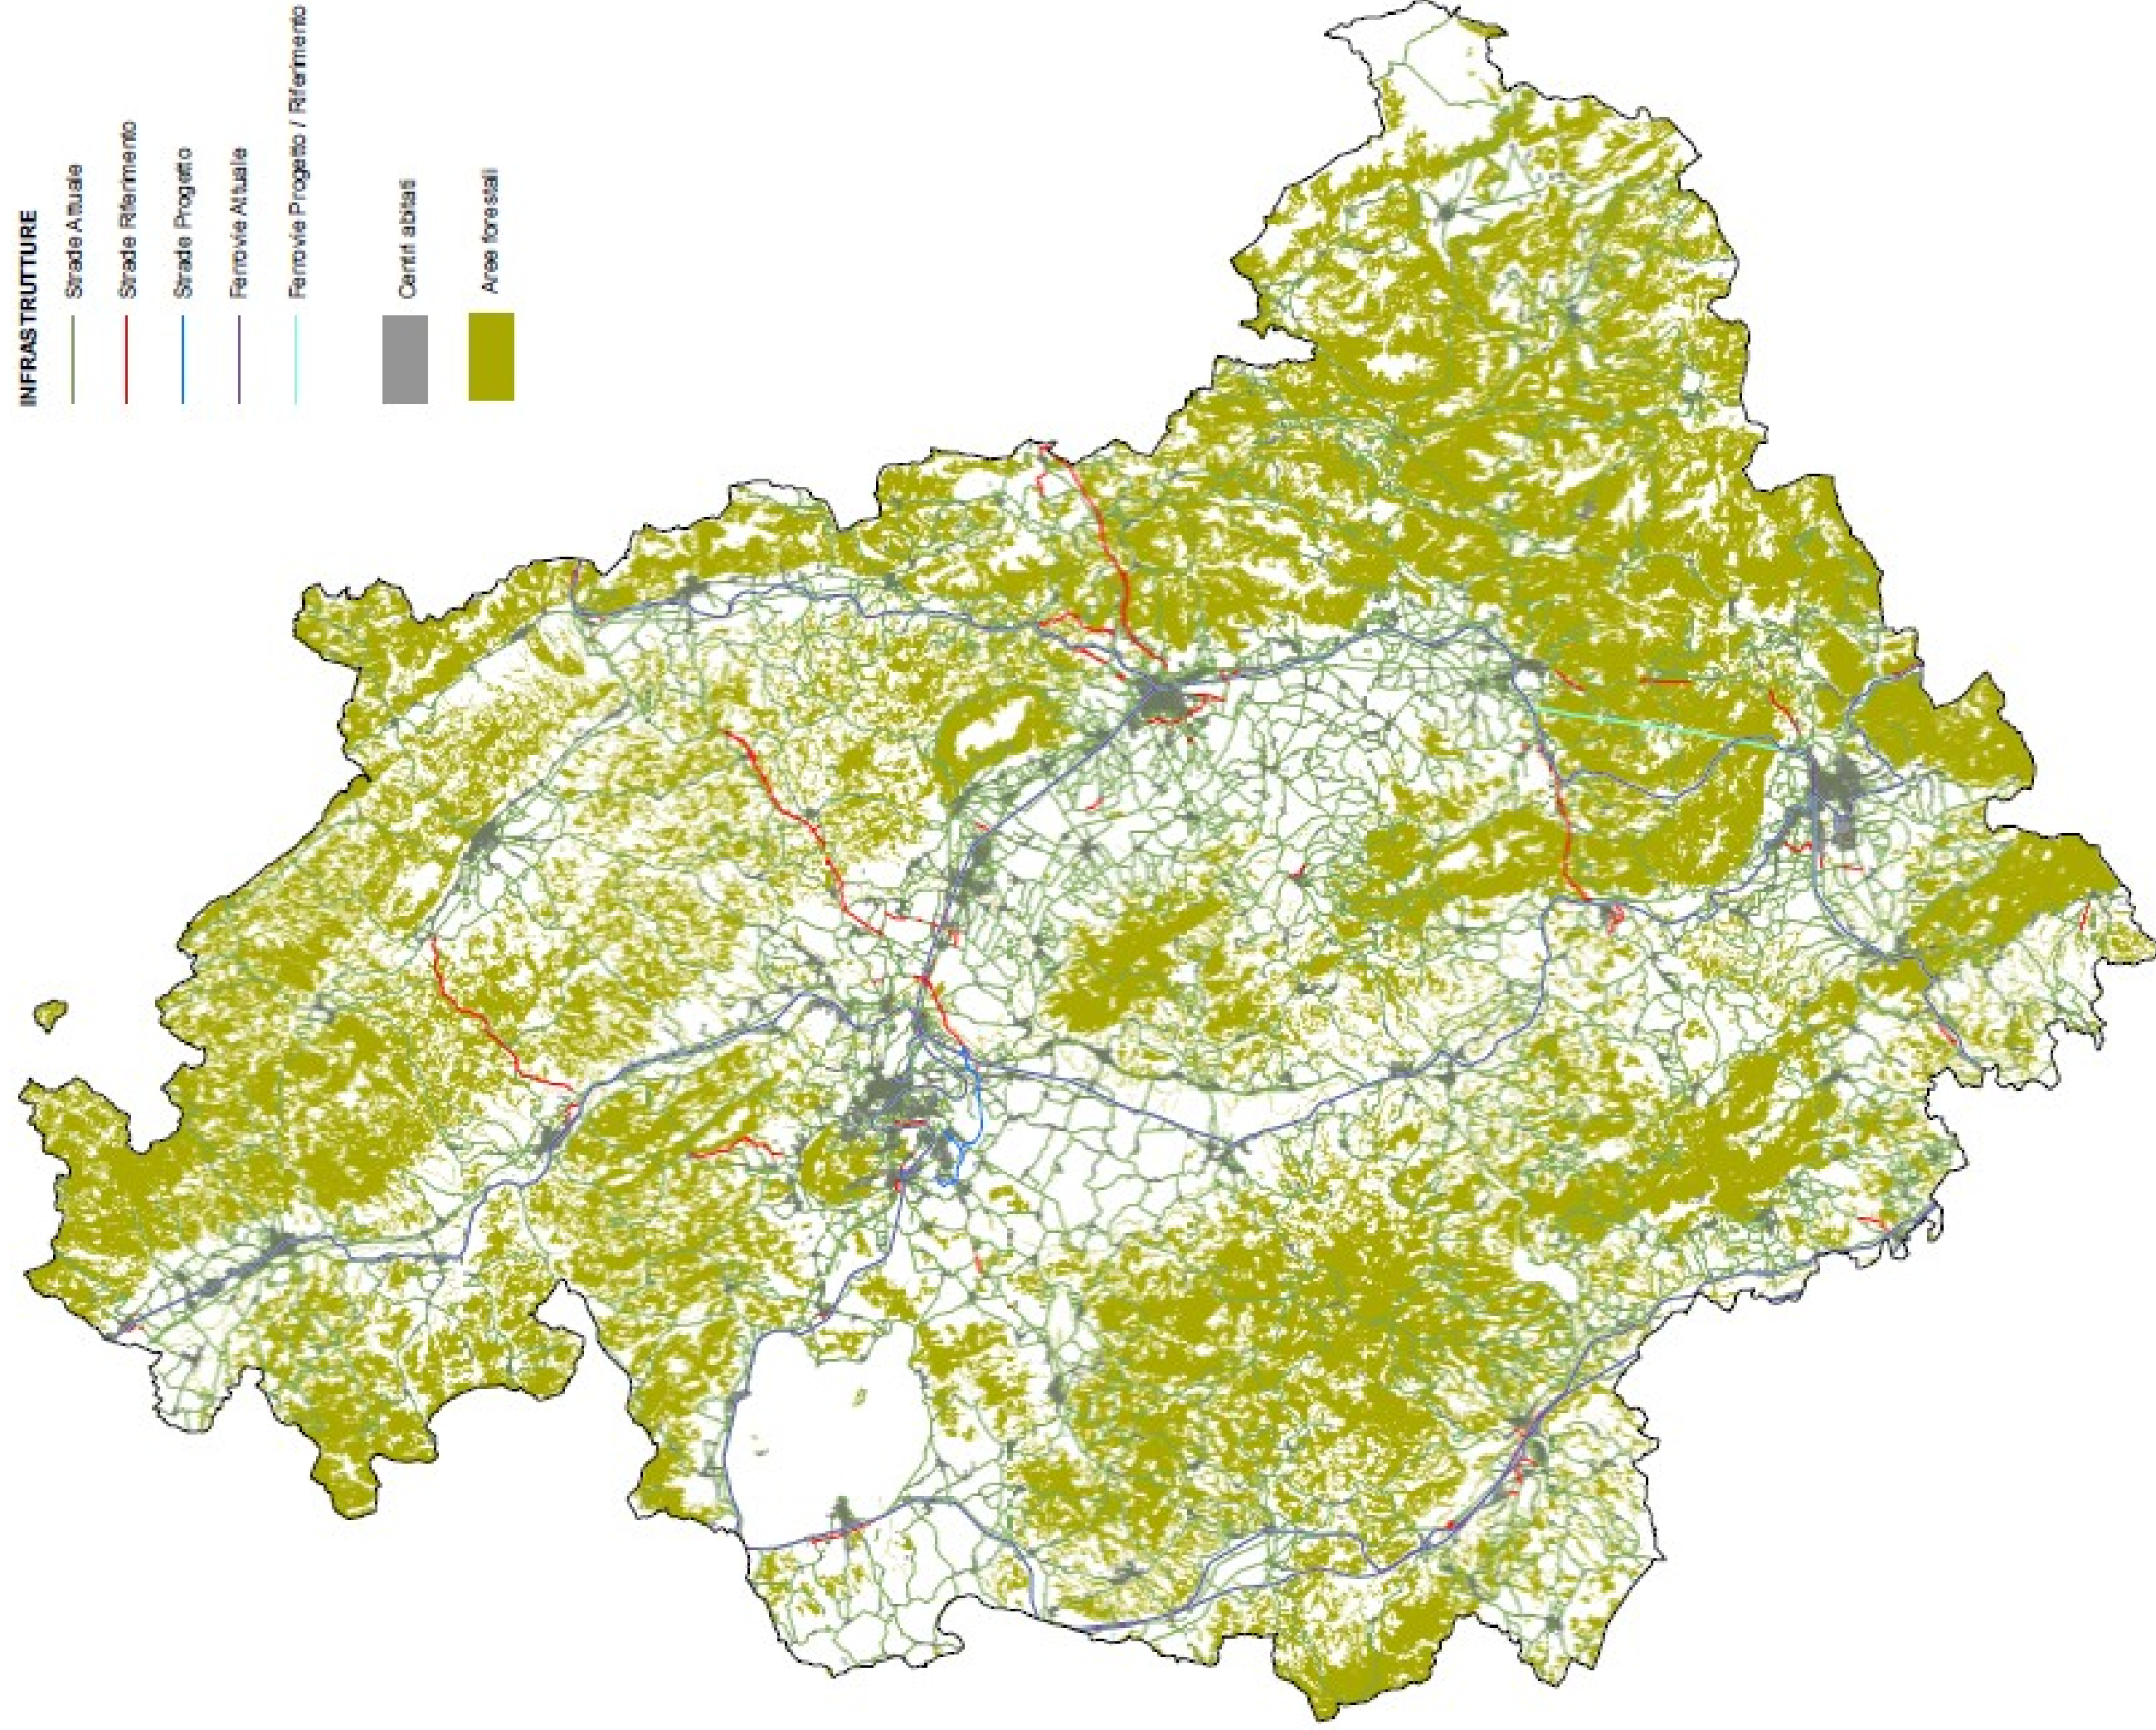 INFRASTRUTTURE
Strade Attuale
Strade Riferimento
Strade Progetto
Ferrovie Attuale
Ferrovie Progetto / Riferimento
Centri abitati
Aree forestali